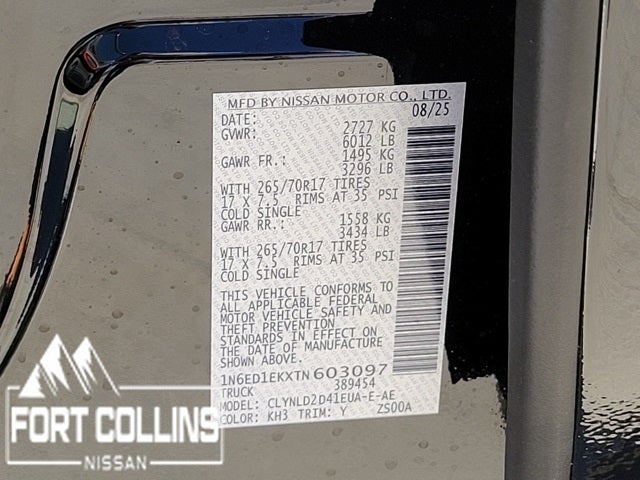 MFD BY NISSAN MOTOR CO., LTD.
DATE: 08/25
GVWR: 2727 KG
6012 LB
GAWR FR.: 1495 KG
3296 LB
WITH 265/70R17 TIRES
17 X 7.5 RIMS AT 35 PSI
COLD SINGLE
GAWR RR.: 1558 KG
3434 LB
WITH 265/70R17 TIRES
17 X 7.5 RIMS AT 35 PSI
COLD SINGLE
THIS VEHICLE CONFORMS TO
ALL APPLICABLE FEDERAL
MOTOR VEHICLE SAFETY AND
THEFT PREVENTION
STANDARDS IN EFFECT ON
THE DATE OF MANUFACTURE
SHOWN ABOVE.
1N6ED1EKXTN603097
TRUCK 389454
MODEL: CLYNLD2D41EUA-E-AE
COLOR: KH3 TRIM: Y ZS00A
FORT COLLINS
NISSAN